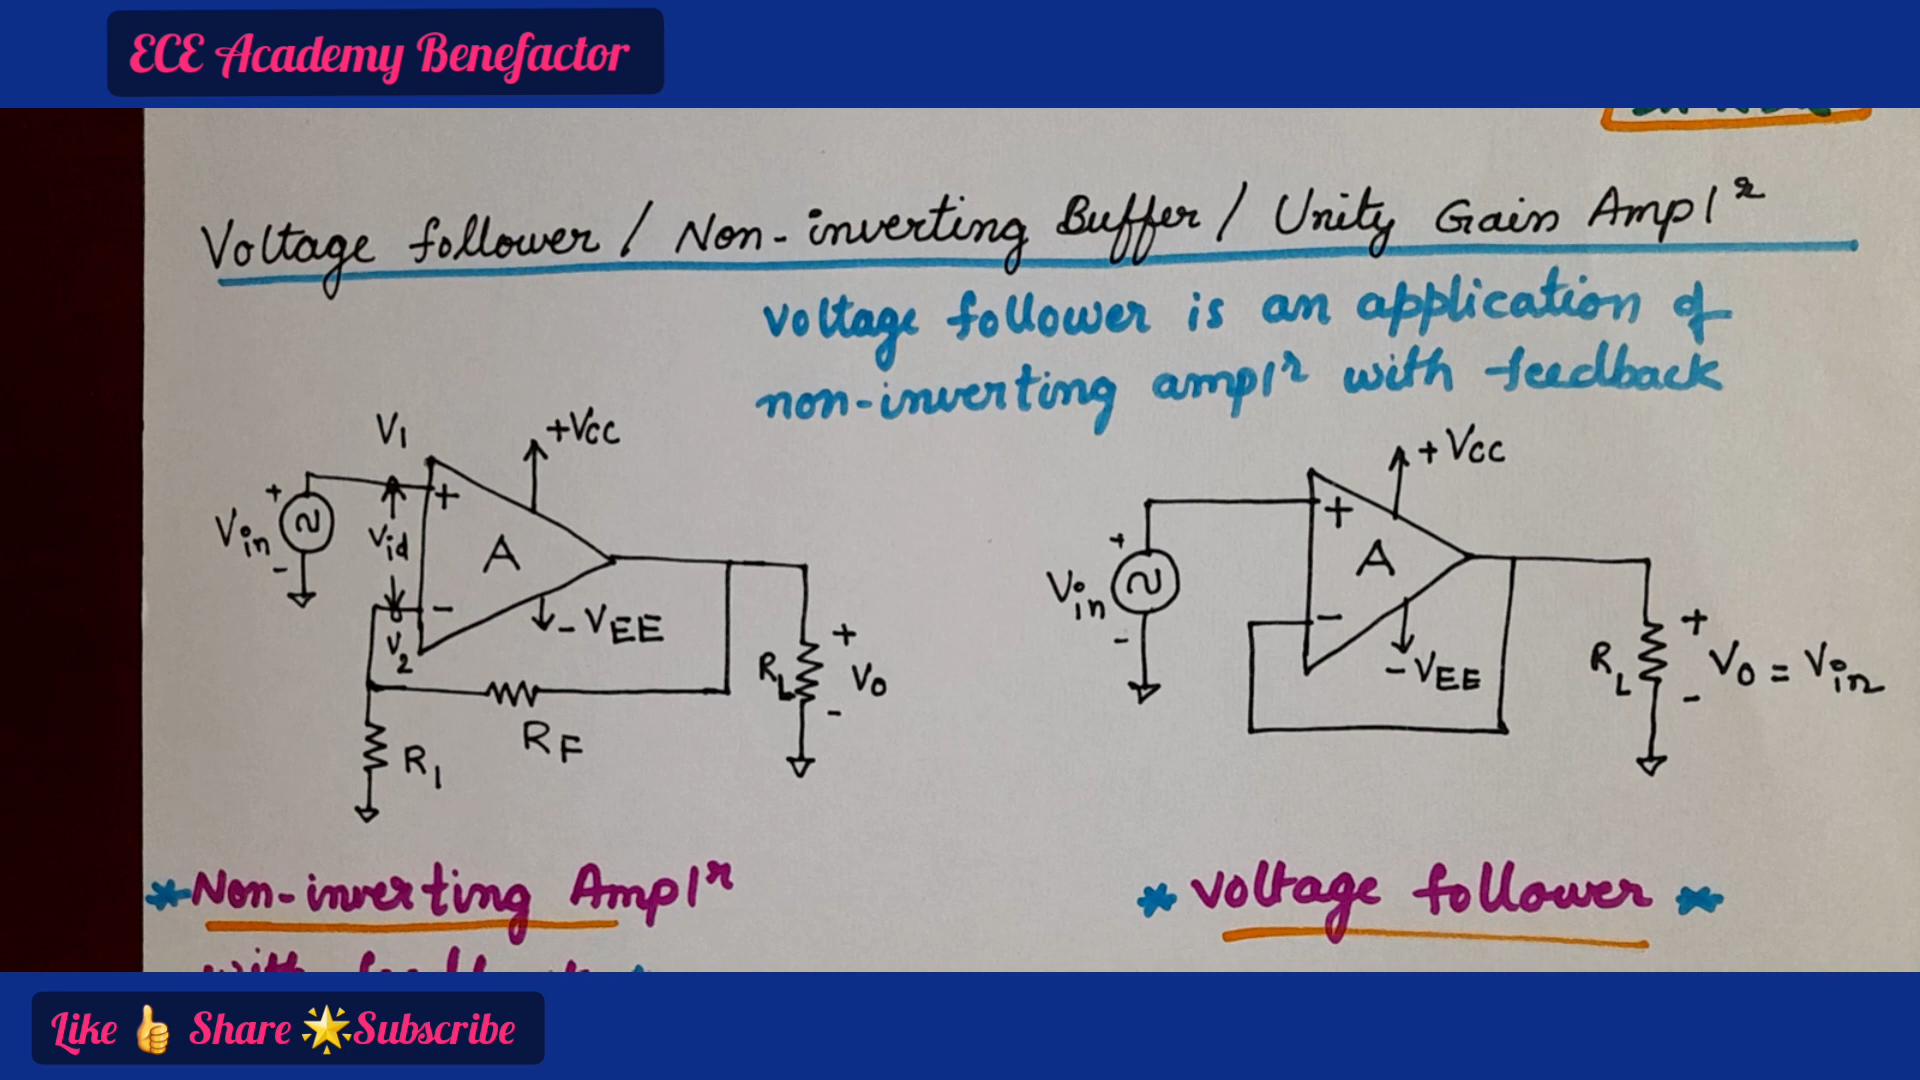 ECE Academy Benefactor
Voltage follower / Non-inverting Buffer / Unity Gain Ampl^r
Voltage follower is an application of
non-inverting ampl^r with feedback
V1
+VCC
+
Vin
-
Vid
+
A
-
V2
-VEE
RL
+
Vo
-
RF
R1
+VCC
+
Vin
-
+
A
-
-VEE
RL
+
Vo = Vin
-
*Non-inverting Ampl^r
* Voltage follower *
with
Like 👍 Share 🌟Subscribe